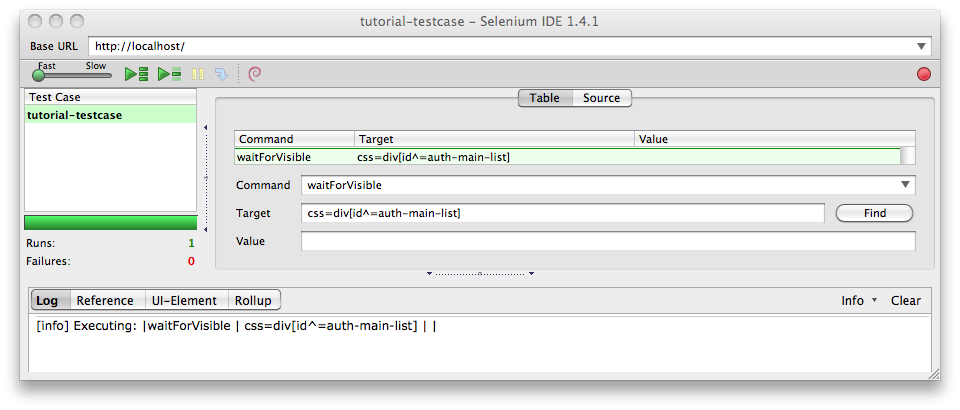 tutorial-testcase - Selenium IDE 1.4.1
Base URL http://localhost/
Fast Slow
Test Case
tutorial-testcase
Runs: 1
Failures: 0
Table Source
Command Target Value
waitForVisible css=div[id^=auth-main-list]
Command waitForVisible
Target css=div[id^=auth-main-list] Find
Value
Log Reference UI-Element Rollup Info Clear
[info] Executing: |waitForVisible | css=div[id^=auth-main-list] | |